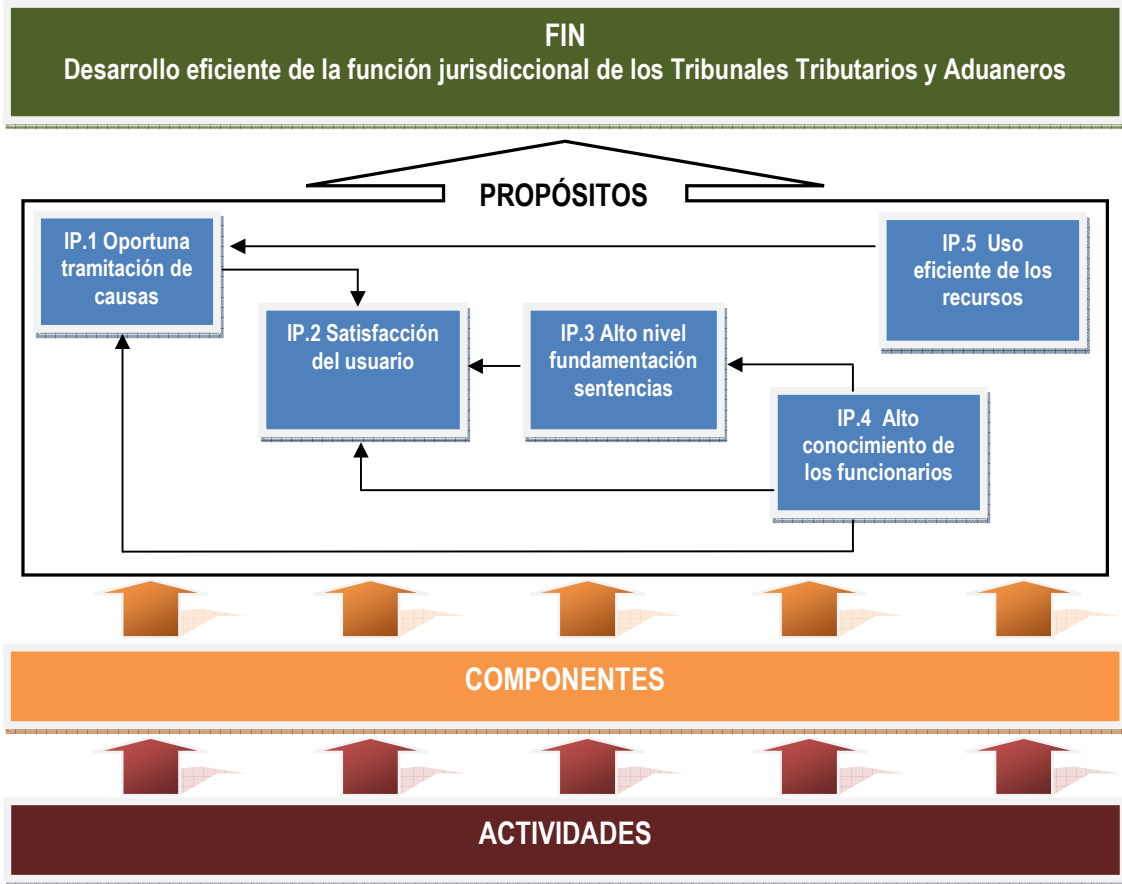 FIN
Desarrollo eficiente de la función jurisdiccional de los Tribunales Tributarios y Aduaneros
PROPÓSITOS
IP.1 Oportuna
tramitación de
causas
IP.5 Uso
eficiente de los
recursos
IP.2 Satisfacción
del usuario
IP.3 Alto nivel
fundamentación
sentencias
IP.4 Alto
conocimiento de
los funcionarios
COMPONENTES
ACTIVIDADES